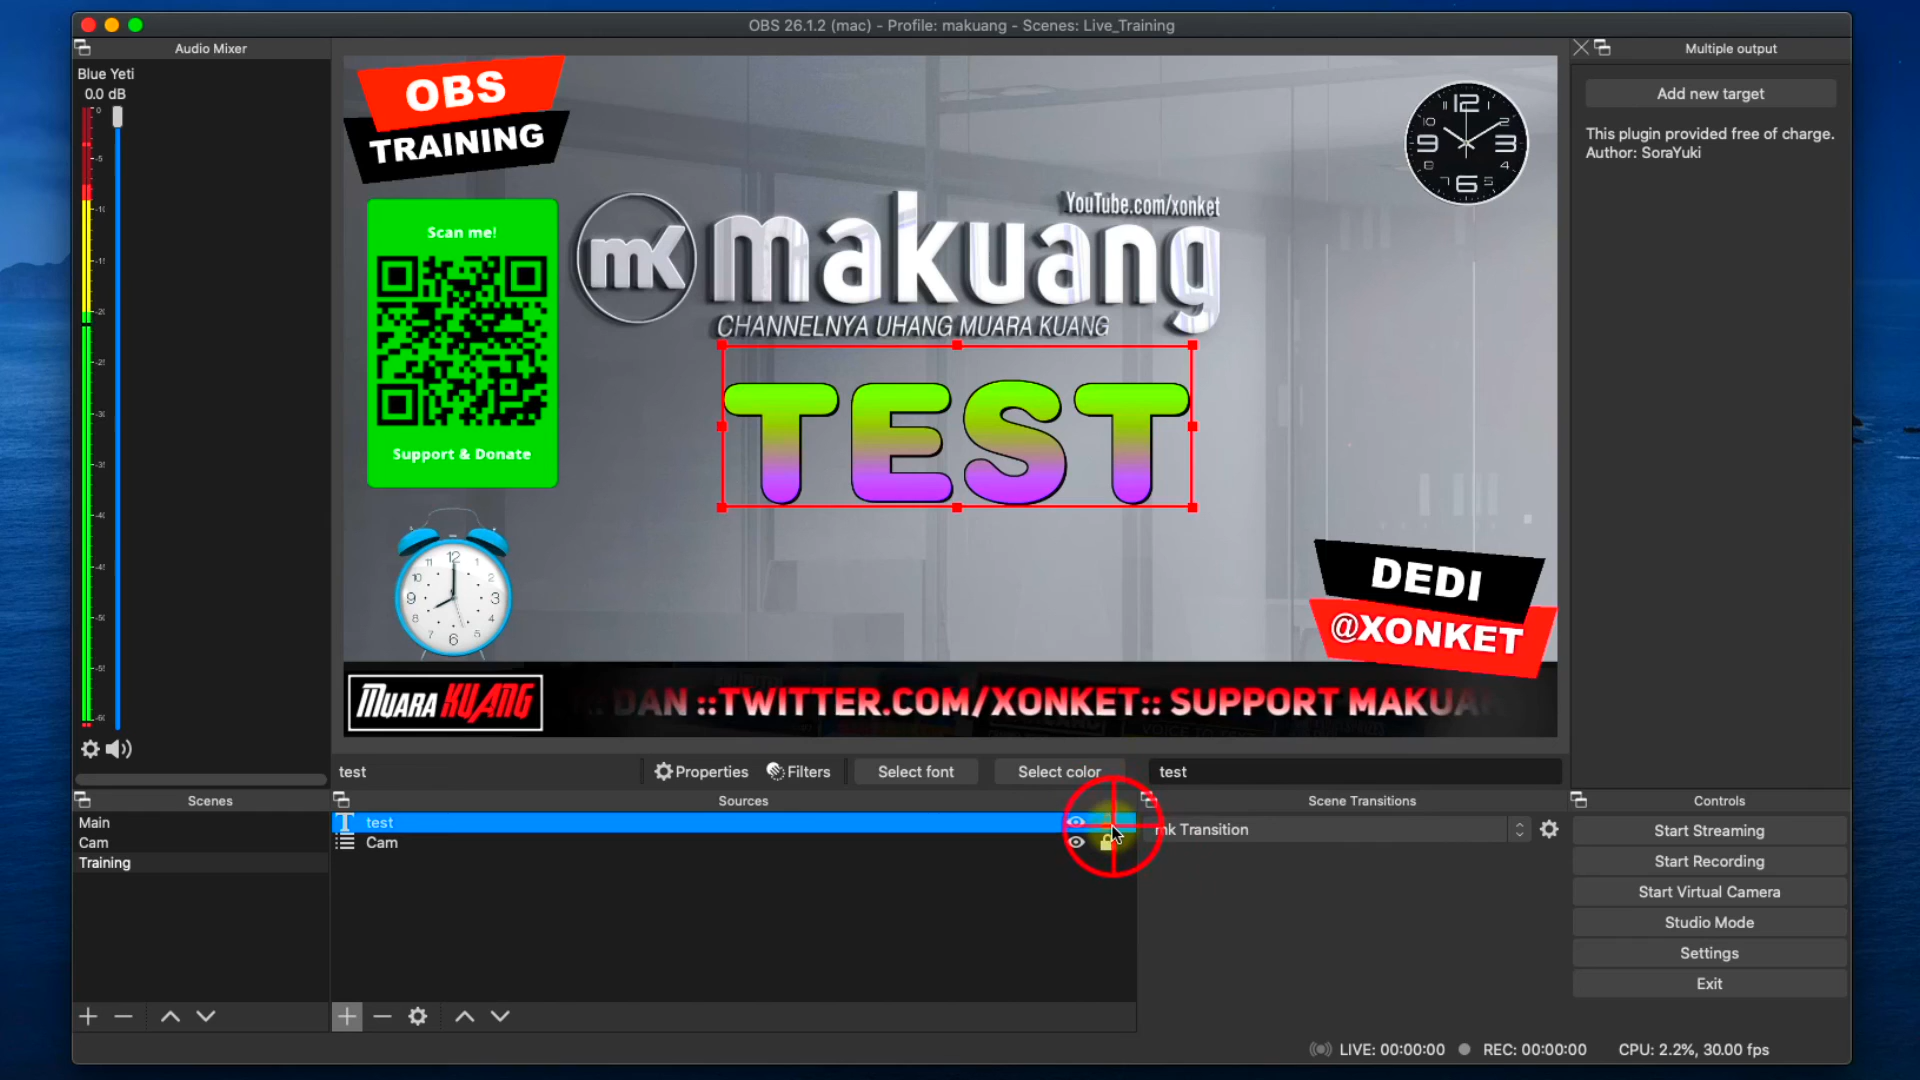 OBS 26.1.2 (mac) - Profile: makuang - Scenes: Live_Training
Audio Mixer
Blue Yeti
0.0 dB
OBS
TRAINING
Scan me!
Support & Donate
YouTube.com/xonket
mk makuang
CHANNELNYA UHANG MUARA KUANG
TEST
DEDI
@XONKET
MUARA KUANG
DAN ::TWITTER.COM/XONKET:: SUPPORT MAKUA
Multiple output
Add new target
This plugin provided free of charge.
Author: SoraYuki
test
Properties
Filters
Select font
Select color
test
Scenes
Main
Cam
Training
Sources
test
Cam
Scene Transitions
mk Transition
Controls
Start Streaming
Start Recording
Start Virtual Camera
Studio Mode
Settings
Exit
LIVE: 00:00:00
REC: 00:00:00
CPU: 2.2%, 30.00 fps